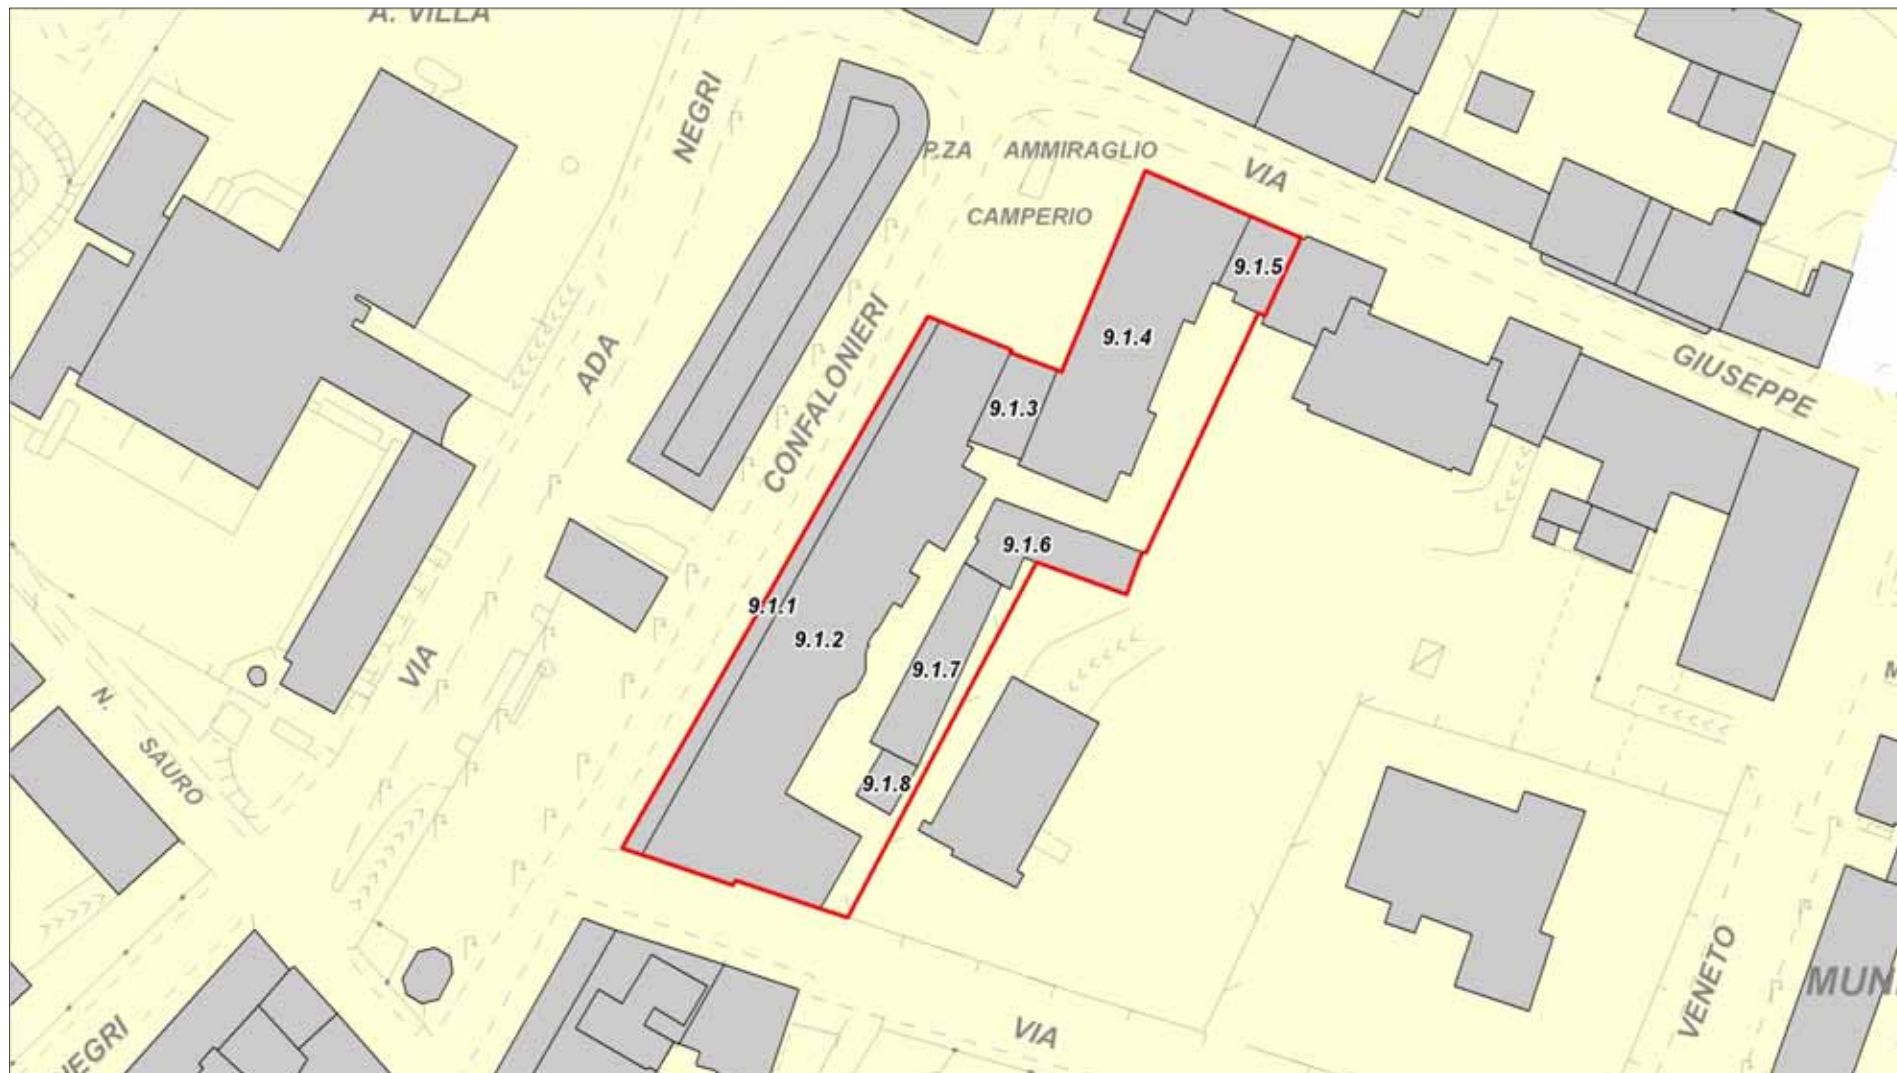 A. VILLA
NEGRI
P.ZA AMMIRAGLIO
VIA
CAMPERIO
9.1.5
CONFALONIERI
9.1.4
ADA
GIUSEPPE
9.1.3
9.1.6
9.1.1
9.1.2
VIA
9.1.7
N.
SAURO
9.1.8
VENETO
MUN
VIA
NEGRI